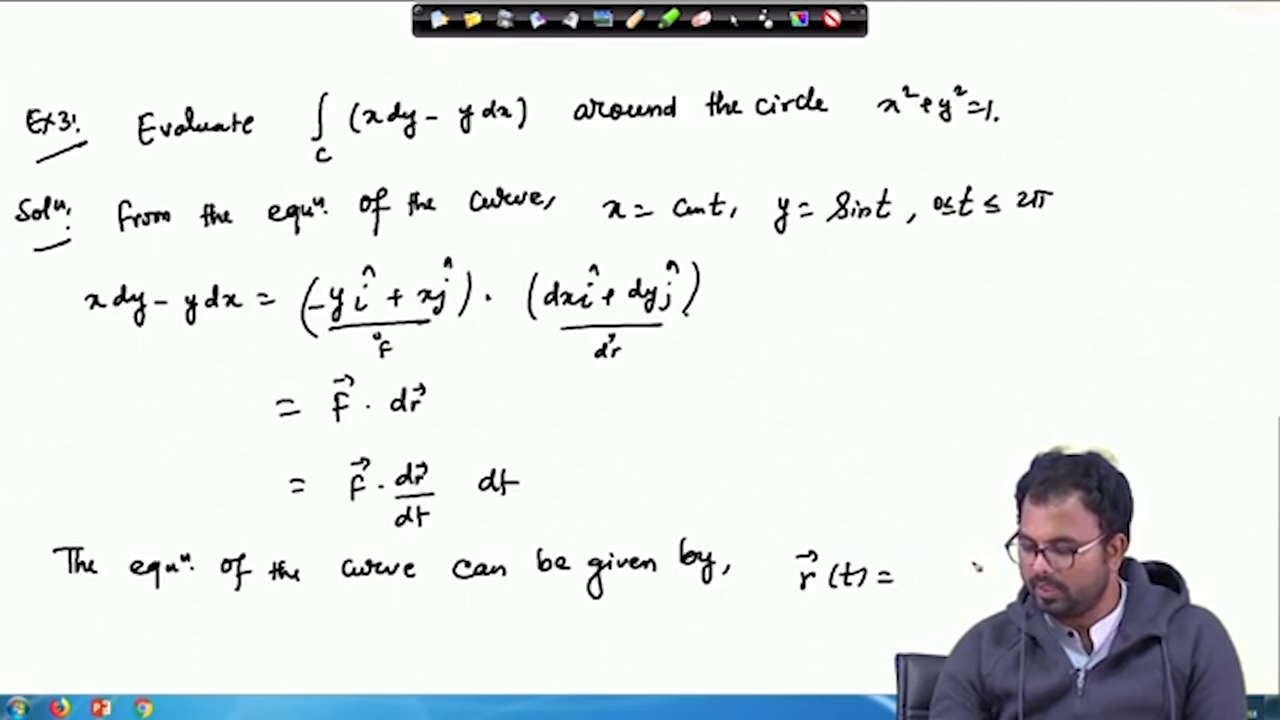 Ex3:. Evaluate ∫_C (x dy - y dx) around the circle x² + y² = 1.
Solⁿ: From the equⁿ. of the curve, x = cos t, y = sin t, 0 ≤ t ≤ 2π
x dy - y dx = (-y î + x ĵ) · (dx î + dy ĵ)
f⃗ dr⃗
= f⃗ · dr⃗
= f⃗ · dr⃗/dt dt
The equⁿ. of the curve can be given by, r⃗(t) =